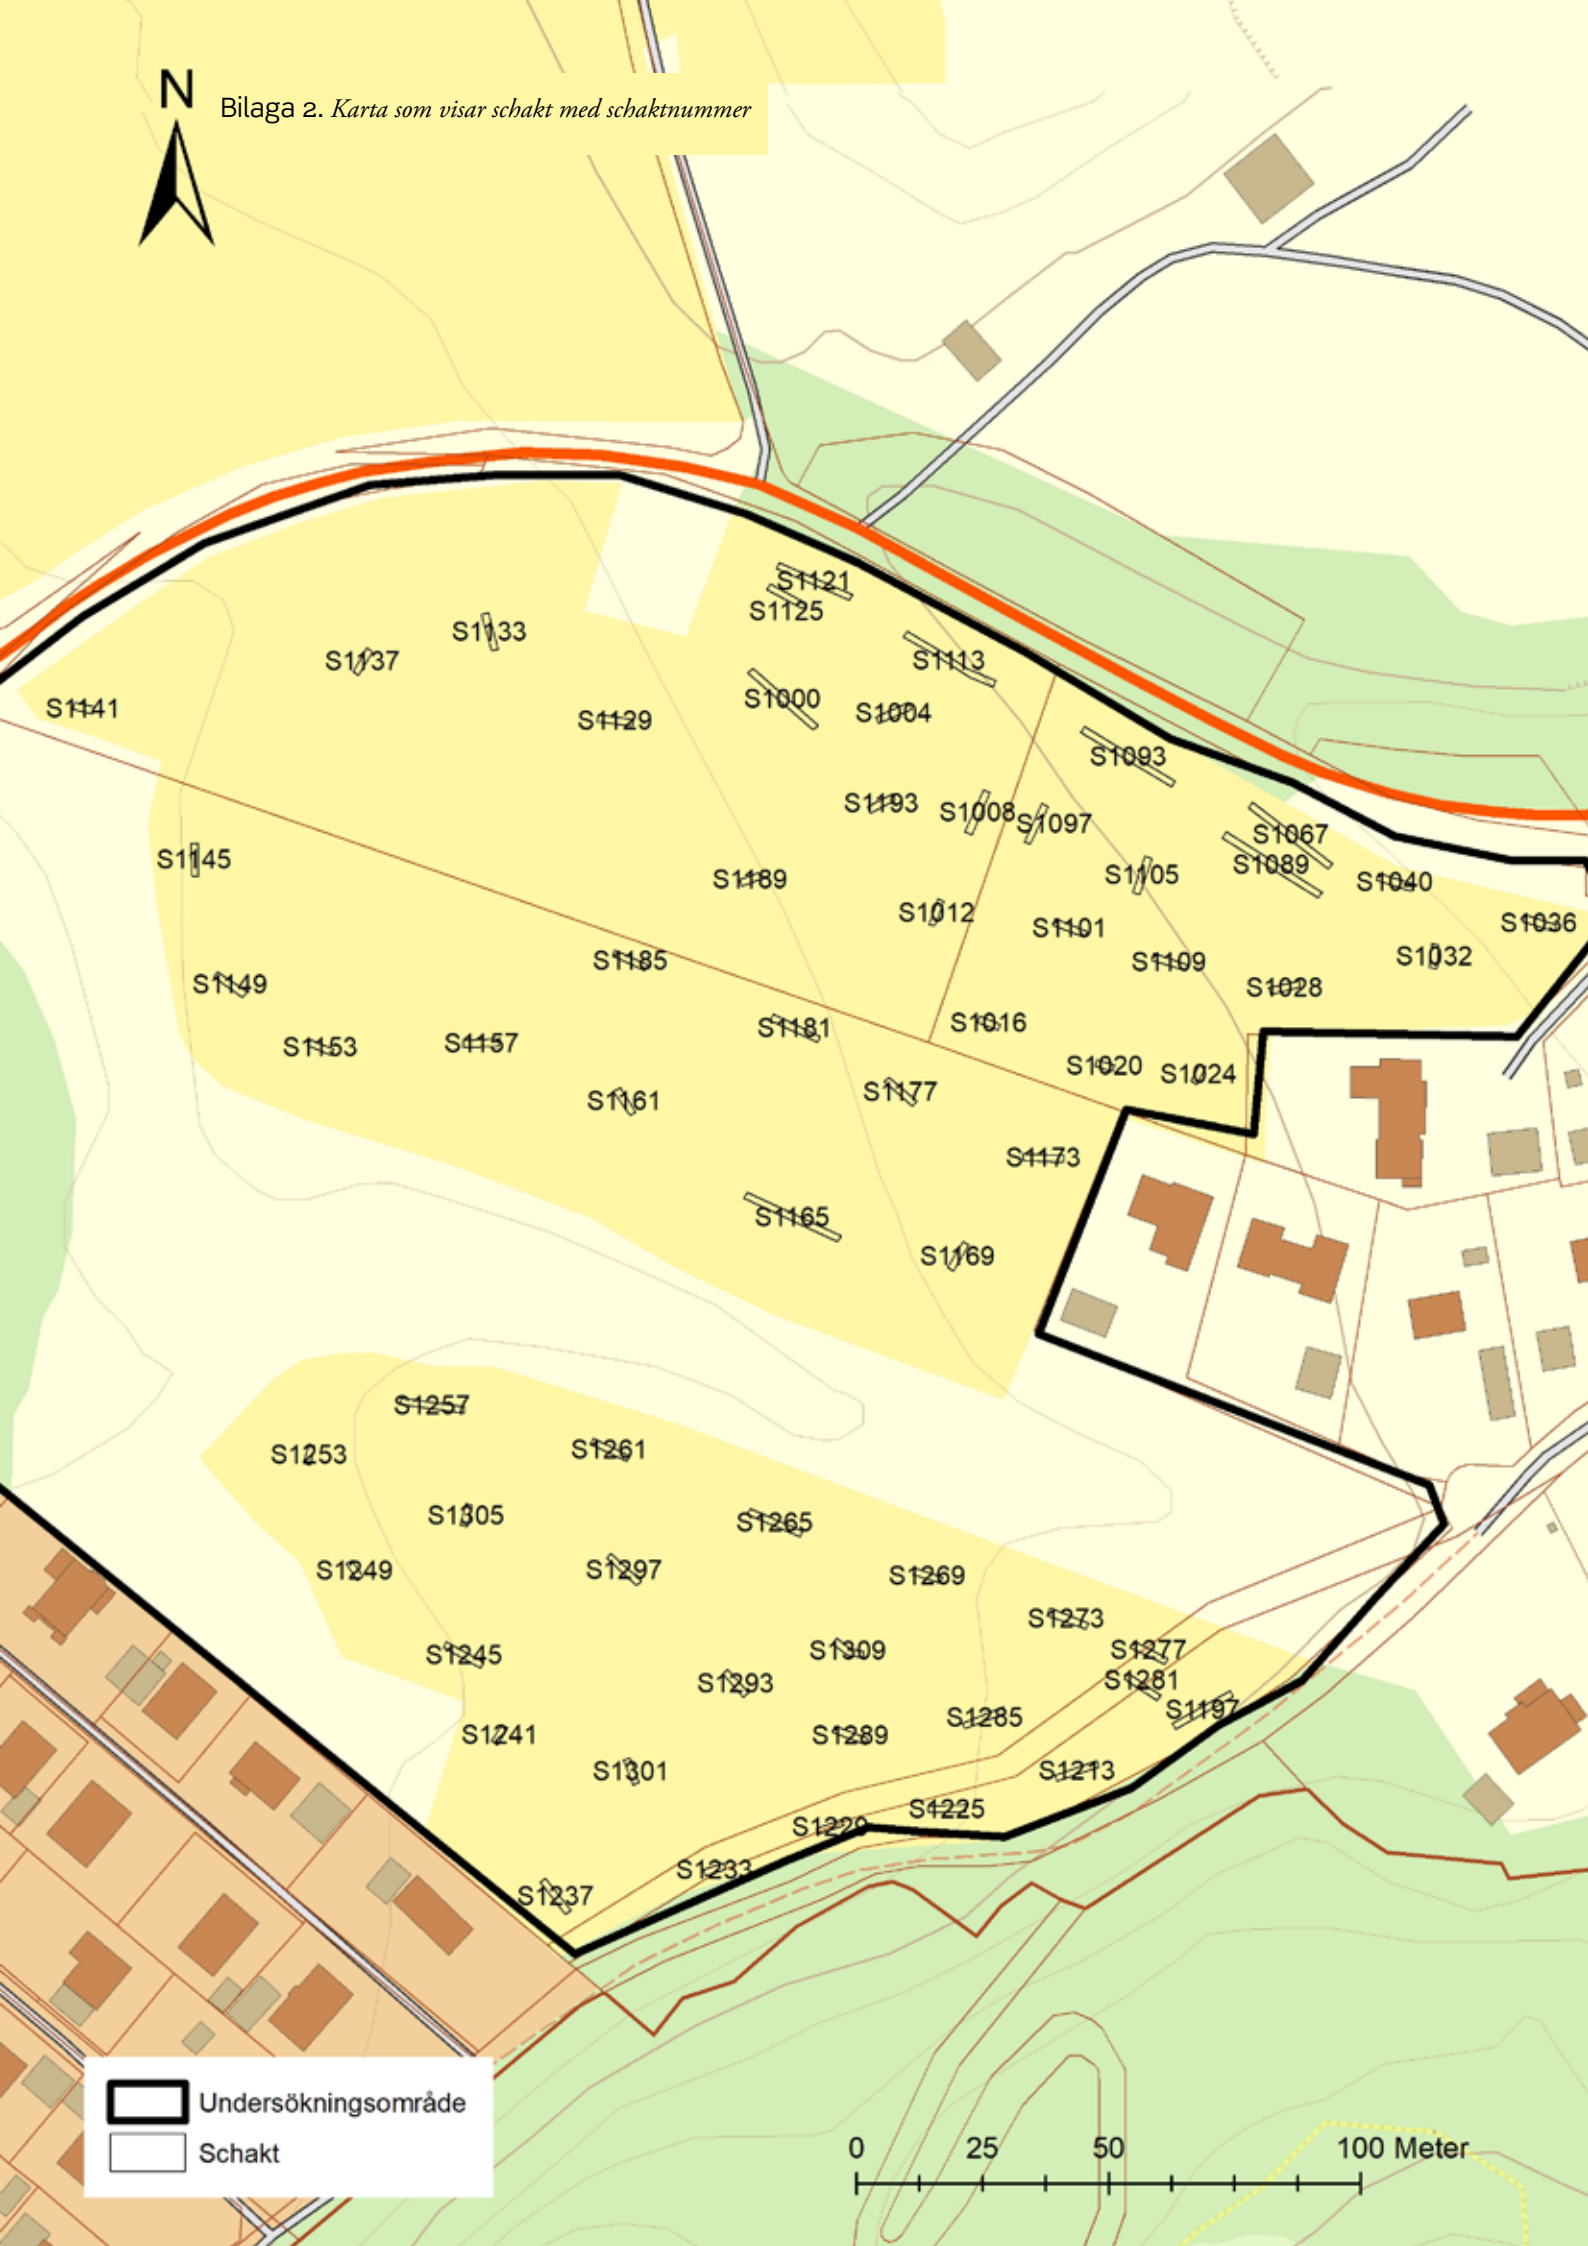 N
Bilaga 2. Karta som visar schakt med schaktnummer
S1121
S1125
S1133
S1137
S1113
S1000
S1141
S1004
S1129
S1093
S1193
S1008
S1097
S1067
S1145
S1089
S1105
S1189
S1040
S1012
S1036
S1101
S1032
S1185
S1109
S1149
S1028
S1016
S1181
S1157
S1153
S1020
S1024
S1177
S1161
S1173
S1165
S1169
S1257
S1261
S1253
S1305
S1265
S1297
S1249
S1269
S1273
S1309
S1277
S1245
S1281
S1293
S1197
S1285
S1241
S1289
S1301
S1213
S1225
S1229
S1233
S1237
Undersökningsområde
Schakt
0 25 50 100 Meter